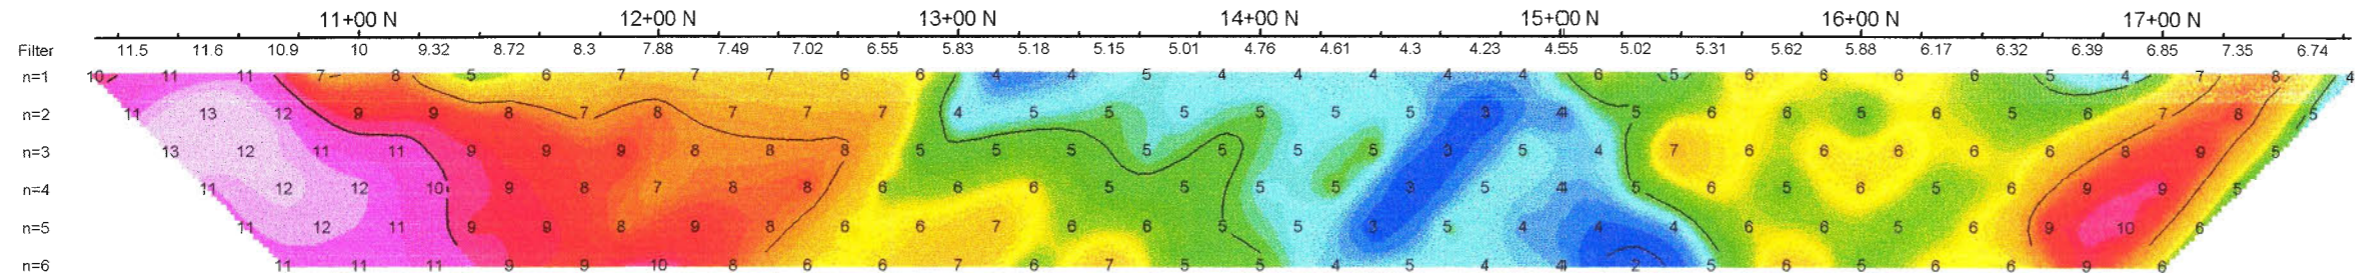 11+00 N 12+00 N 13+00 N 14+00 N 15+00 N 16+00 N 17+00 N
Filter 11.5 11.6 10.9 10 9.32 8.72 8.3 7.88 7.49 7.02 6.55 5.83 5.18 5.15 5.01 4.76 4.61 4.3 4.23 4.55 5.02 5.31 5.62 5.88 6.17 6.32 6.39 6.85 7.35 6.74
n=1 10 11 11 7 8 5 6 7 7 7 6 6 4 4 5 4 4 4 4 4 6 5 6 6 6 6 5 4 7 8 4
n=2 11 13 12 9 9 8 7 8 7 7 7 4 5 5 5 5 5 5 3 4 5 6 6 5 6 5 6 7 8 5
n=3 13 12 11 11 9 9 9 8 8 8 5 5 5 5 5 5 5 3 5 4 7 6 6 6 6 6 8 9 5
n=4 11 12 12 10 9 8 7 8 8 6 6 6 5 5 5 5 3 5 4 5 6 5 6 5 6 9 9 5
n=5 11 12 11 9 9 8 9 8 6 6 7 6 6 5 5 3 5 4 4 5 6 5 6 6 9 10 6
n=6 11 11 11 9 9 10 8 6 6 7 6 7 5 5 4 5 4 4 2 5 6 5 6 6 9 6